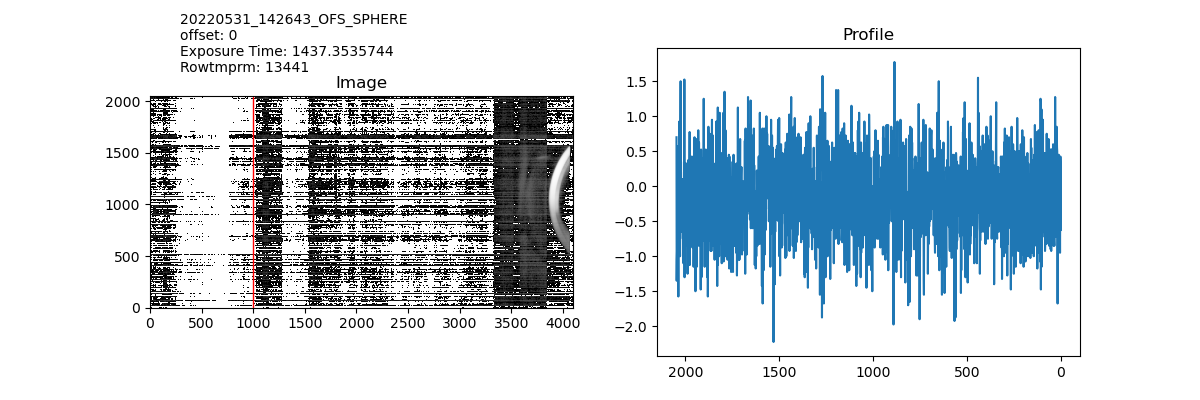 20220531_142643_OFS_SPHERE
offset: 0
Exposure Time: 1437.3535744
Rowtmprm: 13441
Image
2000
1500
1000
500
0
0 500 1000 1500 2000 2500 3000 3500 4000
Profile
1.5
1.0
0.5
0.0
−0.5
−1.0
−1.5
−2.0
2000 1500 1000 500 0